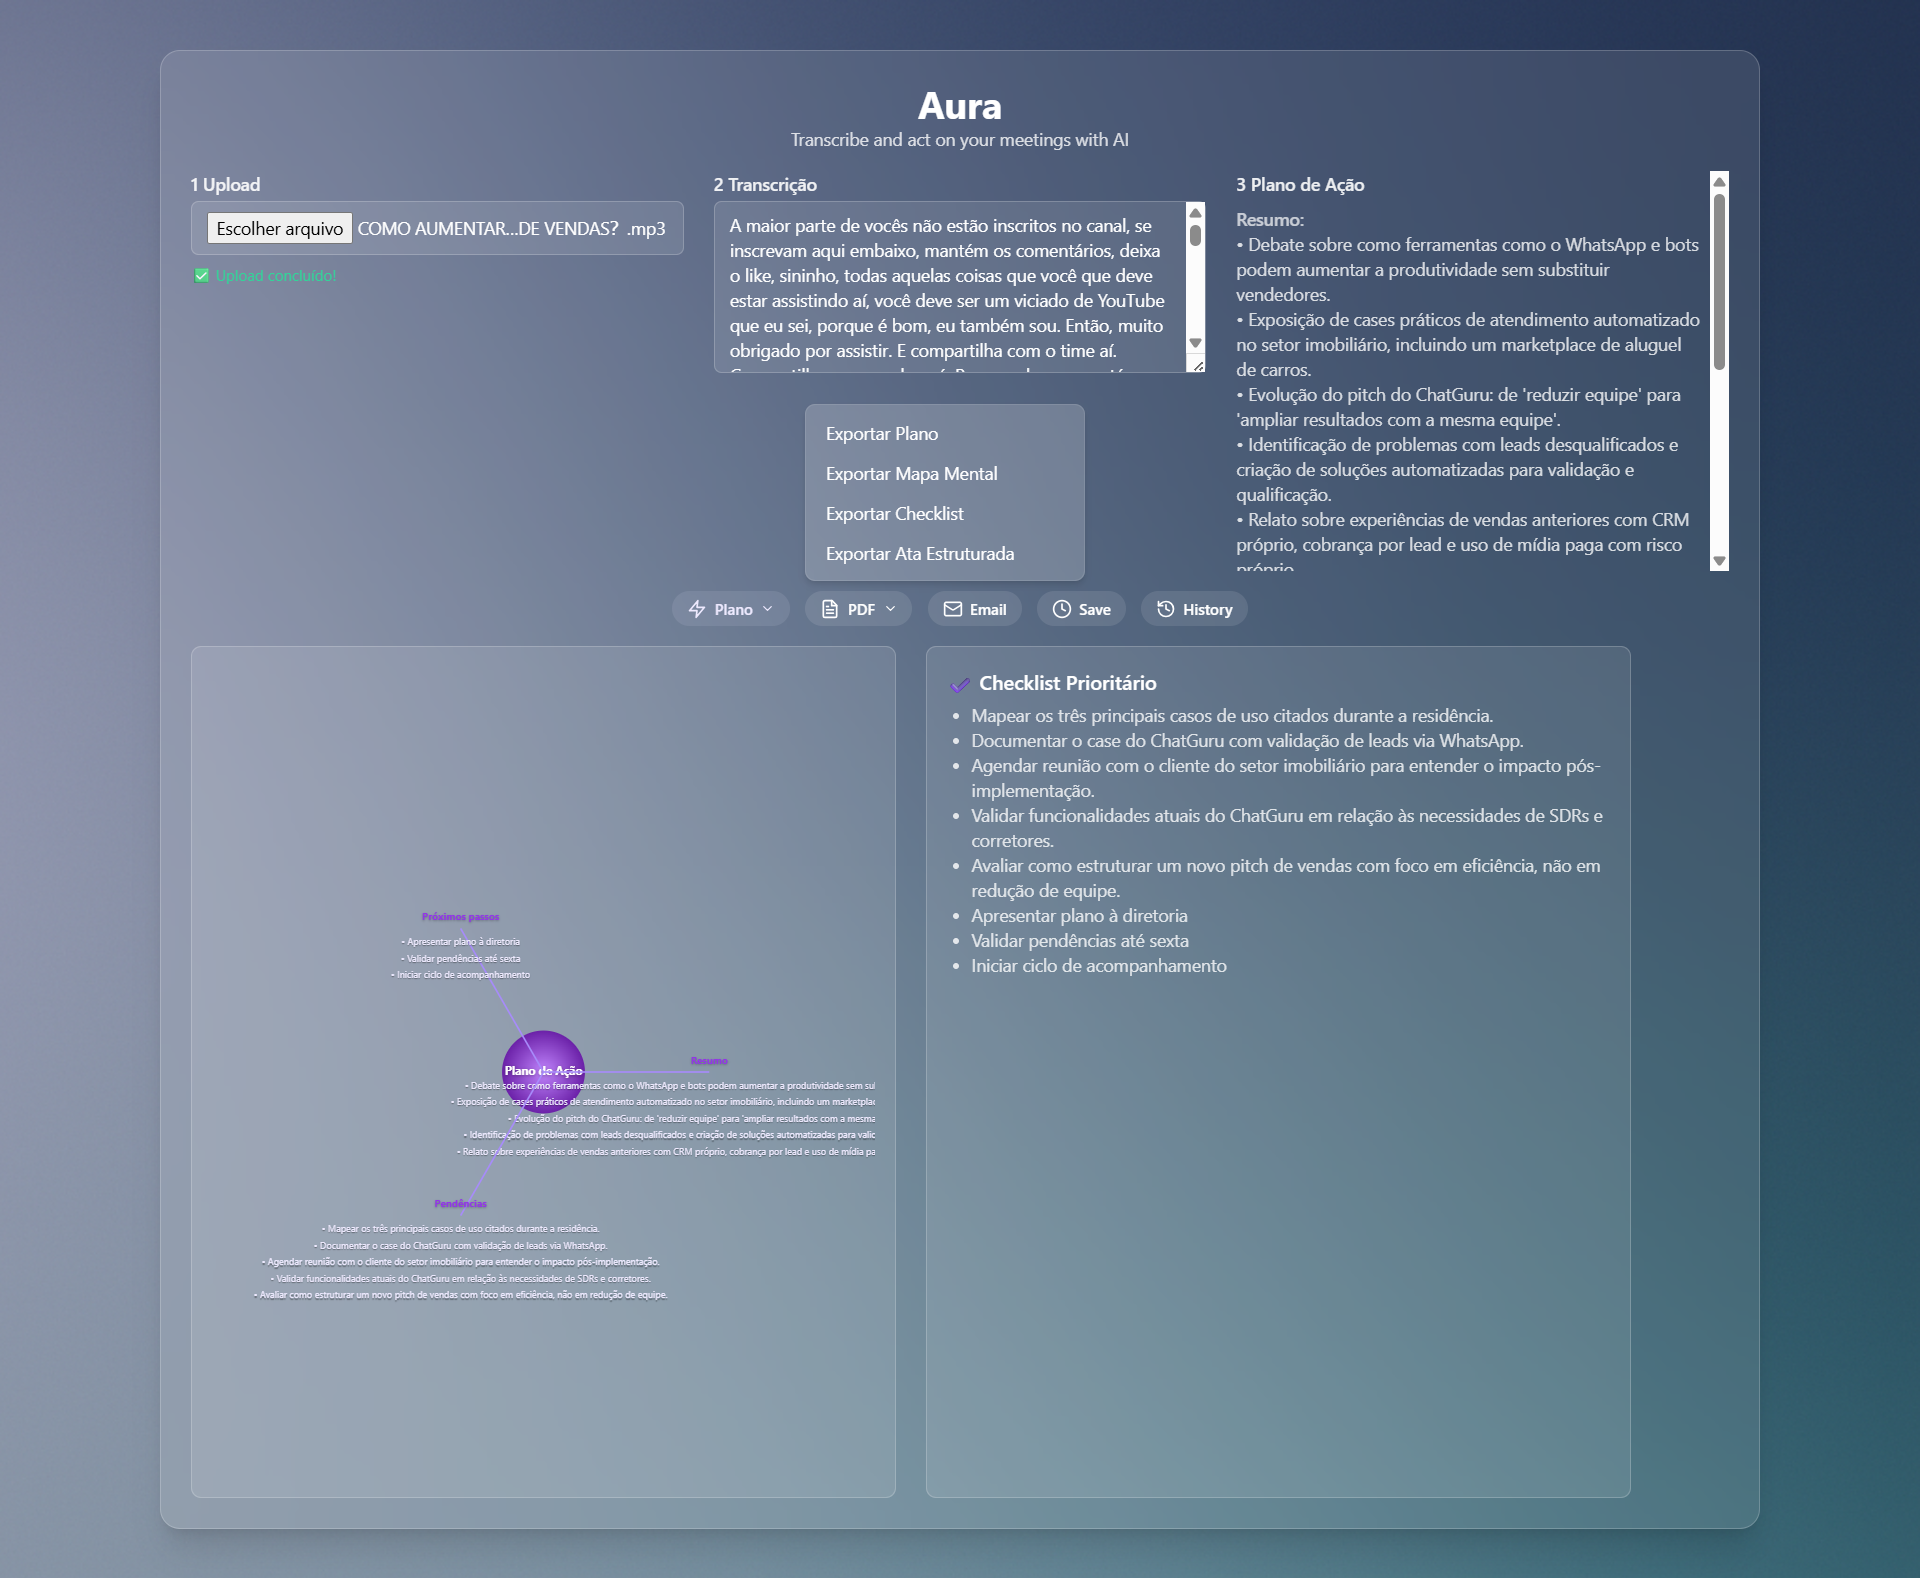 Aura
Transcribe and act on your meetings with AI
1 Upload
Escolher arquivo COMO AUMENTAR...DE VENDAS? .mp3
✅ Upload concluído!
2 Transcrição
A maior parte de vocês não estão inscritos no canal, se
inscrevam aqui embaixo, mantém os comentários, deixa
o like, sininho, todas aquelas coisas que você que deve
estar assistindo aí, você deve ser um viciado de YouTube
que eu sei, porque é bom, eu também sou. Então, muito
obrigado por assistir. E compartilha com o time aí.
3 Plano de Ação
Resumo:
• Debate sobre como ferramentas como o WhatsApp e bots
podem aumentar a produtividade sem substituir
vendedores.
• Exposição de cases práticos de atendimento automatizado
no setor imobiliário, incluindo um marketplace de aluguel
de carros.
• Evolução do pitch do ChatGuru: de 'reduzir equipe' para
'ampliar resultados com a mesma equipe'.
• Identificação de problemas com leads desqualificados e
criação de soluções automatizadas para validação e
qualificação.
• Relato sobre experiências de vendas anteriores com CRM
próprio, cobrança por lead e uso de mídia paga com risco
próprio.
Exportar Plano
Exportar Mapa Mental
Exportar Checklist
Exportar Ata Estruturada
Plano PDF Email Save History
Próximos passos
- Apresentar plano à diretoria
- Validar pendências até sexta
- Iniciar ciclo de acompanhamento
Plano de Ação
Resumo
- Debate sobre como ferramentas como o WhatsApp e bots podem aumentar a produtividade sem sul
- Exposição de cases práticos de atendimento automatizado no setor imobiliário, incluindo um marketplac
- Evolução do pitch do ChatGuru: de 'reduzir equipe' para 'ampliar resultados com a mesma
- Identificação de problemas com leads desqualificados e criação de soluções automatizadas para valic
- Relato sobre experiências de vendas anteriores com CRM próprio, cobrança por lead e uso de mídia pa
Pendências
- Mapear os três principais casos de uso citados durante a residência.
- Documentar o case do ChatGuru com validação de leads via WhatsApp.
- Agendar reunião com o cliente do setor imobiliário para entender o impacto pós-implementação.
- Validar funcionalidades atuais do ChatGuru em relação às necessidades de SDRs e corretores.
- Avaliar como estruturar um novo pitch de vendas com foco em eficiência, não em redução de equipe.
Checklist Prioritário
• Mapear os três principais casos de uso citados durante a residência.
• Documentar o case do ChatGuru com validação de leads via WhatsApp.
• Agendar reunião com o cliente do setor imobiliário para entender o impacto pós-
implementação.
• Validar funcionalidades atuais do ChatGuru em relação às necessidades de SDRs e
corretores.
• Avaliar como estruturar um novo pitch de vendas com foco em eficiência, não em
redução de equipe.
• Apresentar plano à diretoria
• Validar pendências até sexta
• Iniciar ciclo de acompanhamento